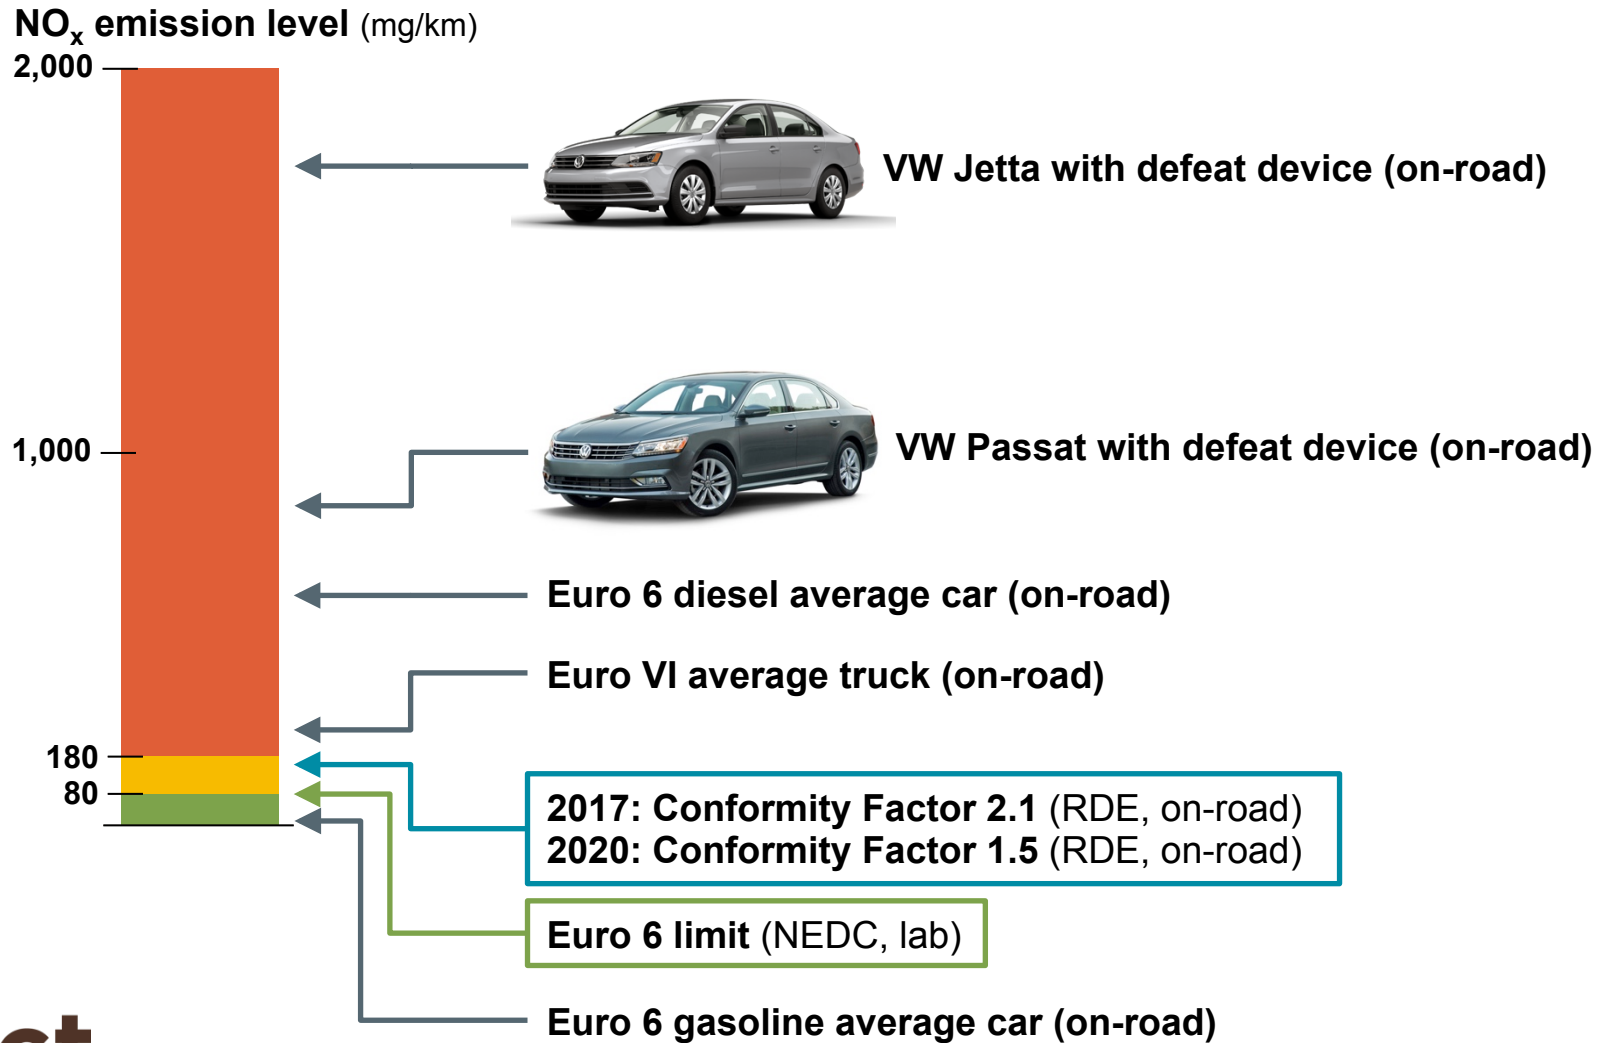 NOx emission level (mg/km)
2,000
VW Jetta with defeat device (on-road)
1,000
VW Passat with defeat device (on-road)
Euro 6 diesel average car (on-road)
Euro VI average truck (on-road)
180
80
2017: Conformity Factor 2.1 (RDE, on-road)
2020: Conformity Factor 1.5 (RDE, on-road)
Euro 6 limit (NEDC, lab)
Euro 6 gasoline average car (on-road)